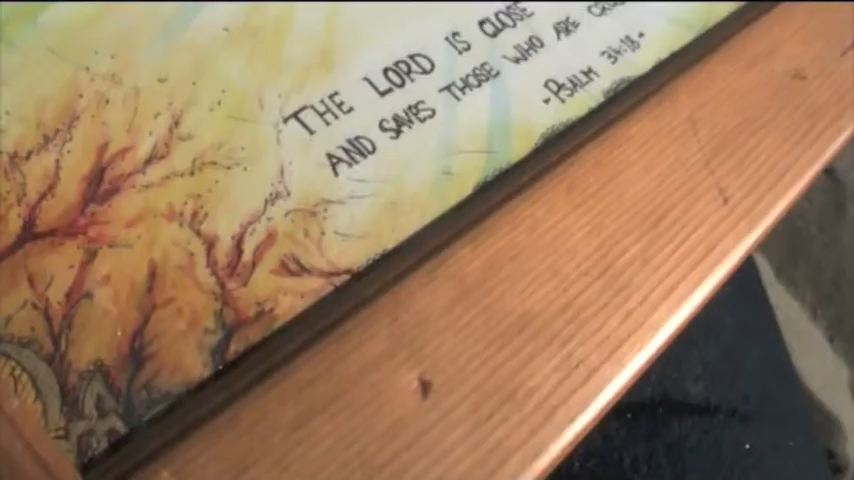 THE LORD IS CLOSE
AND SAVES THOSE WHO ARE
-PSALM 34:18-